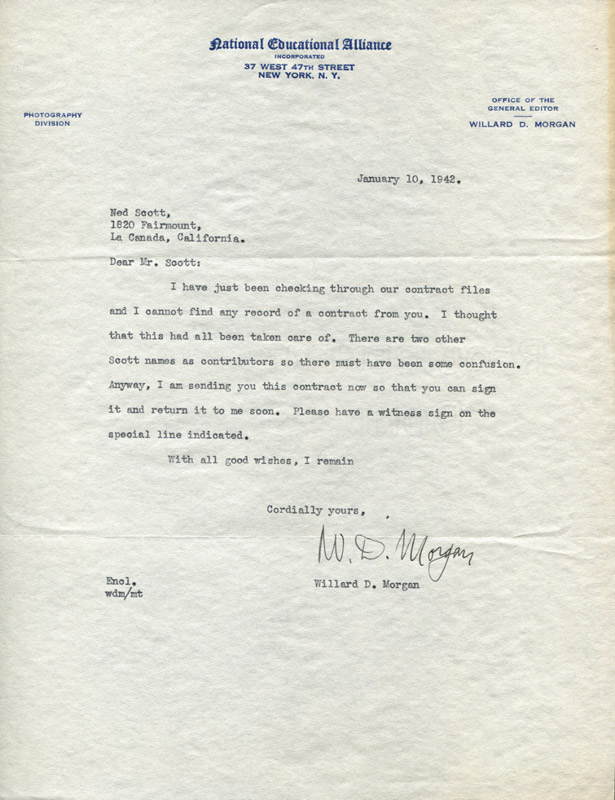 National Educational Alliance
INCORPORATED
37 WEST 47TH STREET
NEW YORK, N. Y.
PHOTOGRAPHY
DIVISION
OFFICE OF THE
GENERAL EDITOR
WILLARD D. MORGAN
January 10, 1942.
Ned Scott,
1820 Fairmount,
La Canada, California.
Dear Mr. Scott:
I have just been checking through our contract files
and I cannot find any record of a contract from you. I thought
that this had all been taken care of. There are two other
Scott names as contributors so there must have been some confusion.
Anyway, I am sending you this contract now so that you can sign
it and return it to me soon. Please have a witness sign on the
special line indicated.
With all good wishes, I remain
Cordially yours,
W. D. Morgan
Willard D. Morgan
Encl.
wdm/mt